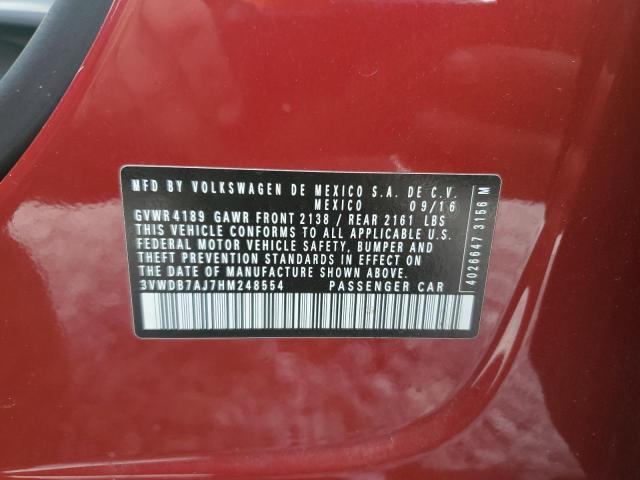 MFD BY VOLKSWAGEN DE MEXICO S.A. DE C.V.
MEXICO 09/16
GVWR4189 GAWR FRONT 2138 / REAR 2161 LBS
THIS VEHICLE CONFORMS TO ALL APPLICABLE U.S.
FEDERAL MOTOR VEHICLE SAFETY, BUMPER AND
THEFT PREVENTION STANDARDS IN EFFECT ON THE
DATE OF MANUFACTURE SHOWN ABOVE.
3VWDB7AJ7HM248554 PASSENGER CAR
4026647 3156 M